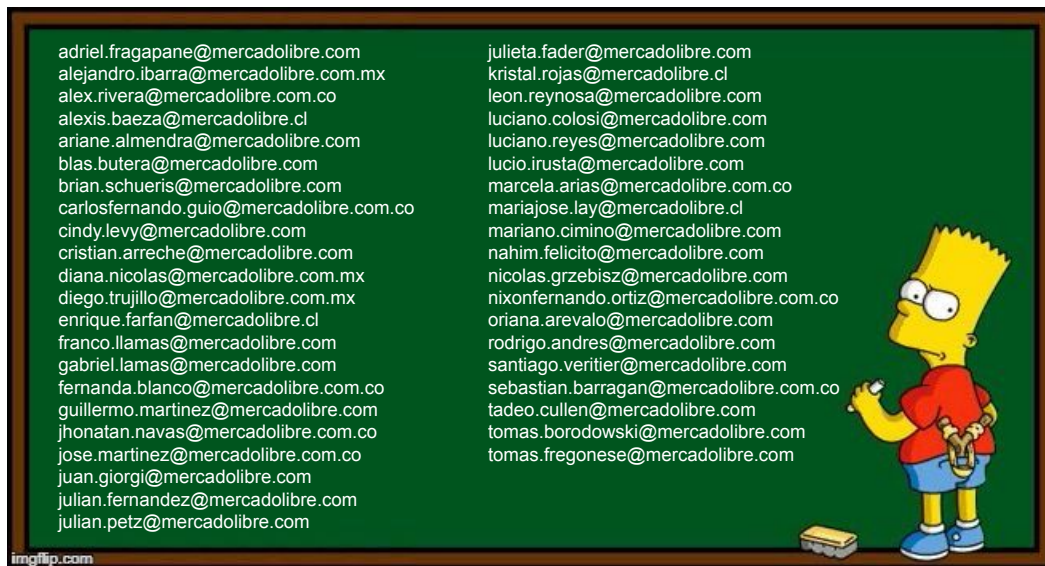 adriel.fragapane@mercadolibre.com
alejandro.ibarra@mercadolibre.com.mx
alex.rivera@mercadolibre.com.co
alexis.baeza@mercadolibre.cl
ariane.almendra@mercadolibre.com
blas.butera@mercadolibre.com
brian.schueris@mercadolibre.com
carlosfernando.guio@mercadolibre.com.co
cindy.levy@mercadolibre.com
cristian.arreche@mercadolibre.com
diana.nicolas@mercadolibre.com.mx
diego.trujillo@mercadolibre.com.mx
enrique.farfan@mercadolibre.cl
franco.llamas@mercadolibre.com
gabriel.lamas@mercadolibre.com
fernanda.blanco@mercadolibre.com.co
guillermo.martinez@mercadolibre.com
jhonatan.navas@mercadolibre.com.co
jose.martinez@mercadolibre.com.co
juan.giorgi@mercadolibre.com
julian.fernandez@mercadolibre.com
julian.petz@mercadolibre.com
julieta.fader@mercadolibre.com
kristal.rojas@mercadolibre.cl
leon.reynosa@mercadolibre.com
luciano.colosi@mercadolibre.com
luciano.reyes@mercadolibre.com
lucio.irusta@mercadolibre.com
marcela.arias@mercadolibre.com.co
mariajose.lay@mercadolibre.cl
mariano.cimino@mercadolibre.com
nahim.felicito@mercadolibre.com
nicolas.grzebisz@mercadolibre.com
nixonfernando.ortiz@mercadolibre.com.co
oriana.arevalo@mercadolibre.com
rodrigo.andres@mercadolibre.com
santiago.veritier@mercadolibre.com
sebastian.barragan@mercadolibre.com.co
tadeo.cullen@mercadolibre.com
tomas.borodowski@mercadolibre.com
tomas.fregonese@mercadolibre.com
imgflip.com